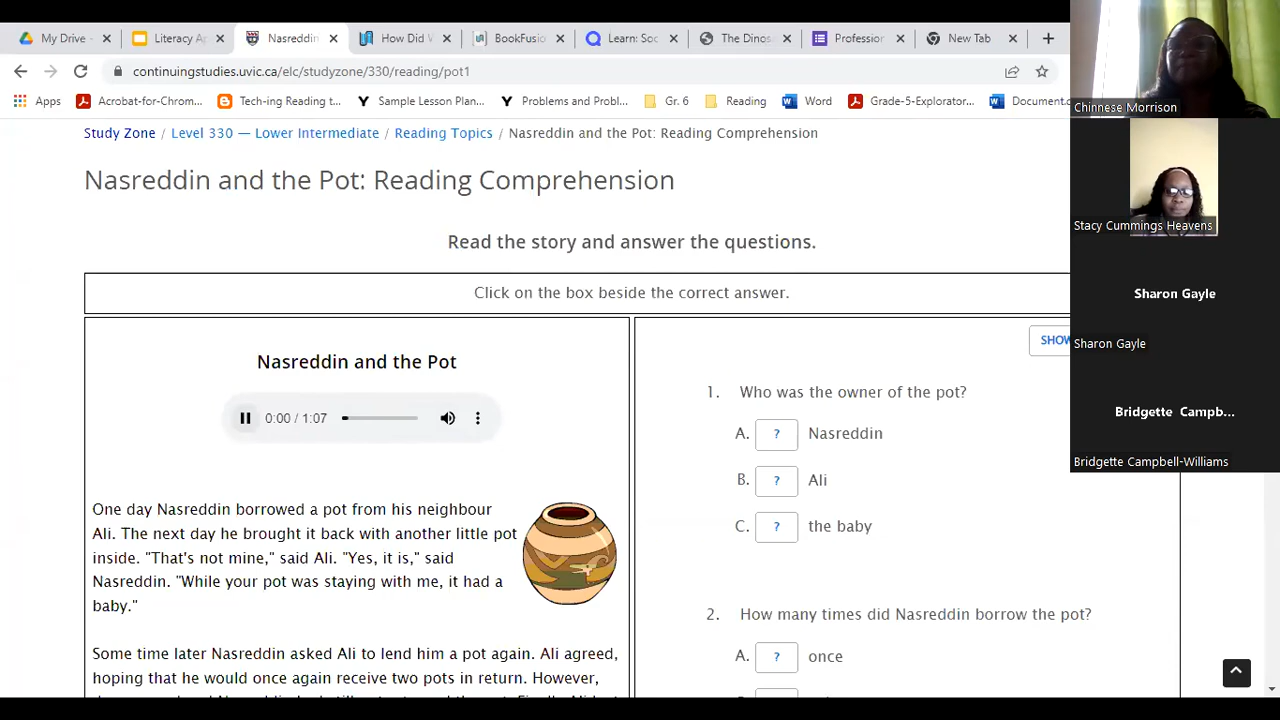 My Drive -
Literacy Ap
Nasreddin
How Did W
BookFusio
Learn: Soc
The Dinos
Profession
New Tab
continuingstudies.uvic.ca/elc/studyzone/330/reading/pot1
Apps
Acrobat-for-Chrom...
Tech-ing Reading t...
Sample Lesson Plan...
Problems and Probl...
Gr. 6
Reading
Word
Grade-5-Explorator...
Document.c
Study Zone / Level 330 — Lower Intermediate / Reading Topics / Nasreddin and the Pot: Reading Comprehension
Nasreddin and the Pot: Reading Comprehension
Read the story and answer the questions.
Click on the box beside the correct answer.
Nasreddin and the Pot
0:00 / 1:07
One day Nasreddin borrowed a pot from his neighbour
Ali. The next day he brought it back with another little pot
inside. "That's not mine," said Ali. "Yes, it is," said
Nasreddin. "While your pot was staying with me, it had a
baby."
Some time later Nasreddin asked Ali to lend him a pot again. Ali agreed,
hoping that he would once again receive two pots in return. However,
SHOW
1. Who was the owner of the pot?
A. ? Nasreddin
B. ? Ali
C. ? the baby
2. How many times did Nasreddin borrow the pot?
A. ? once
Chinnese Morrison
Stacy Cummings Heavens
Sharon Gayle
Sharon Gayle
Bridgette Campb...
Bridgette Campbell-Williams